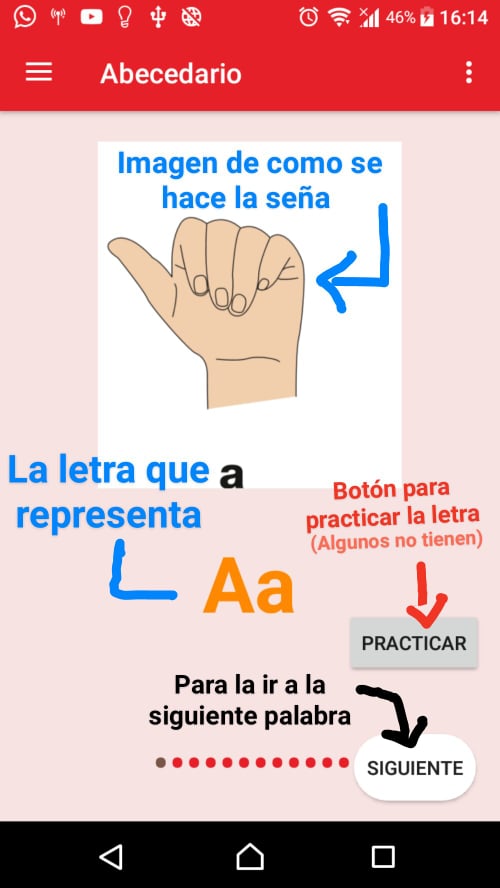 46% 16:14
Abecedario
Imagen de como se
hace la seña
La letra que
representa
a
Botón para
practicar la letra
(Algunos no tienen)
Aa
PRACTICAR
Para la ir a la
siguiente palabra
SIGUIENTE